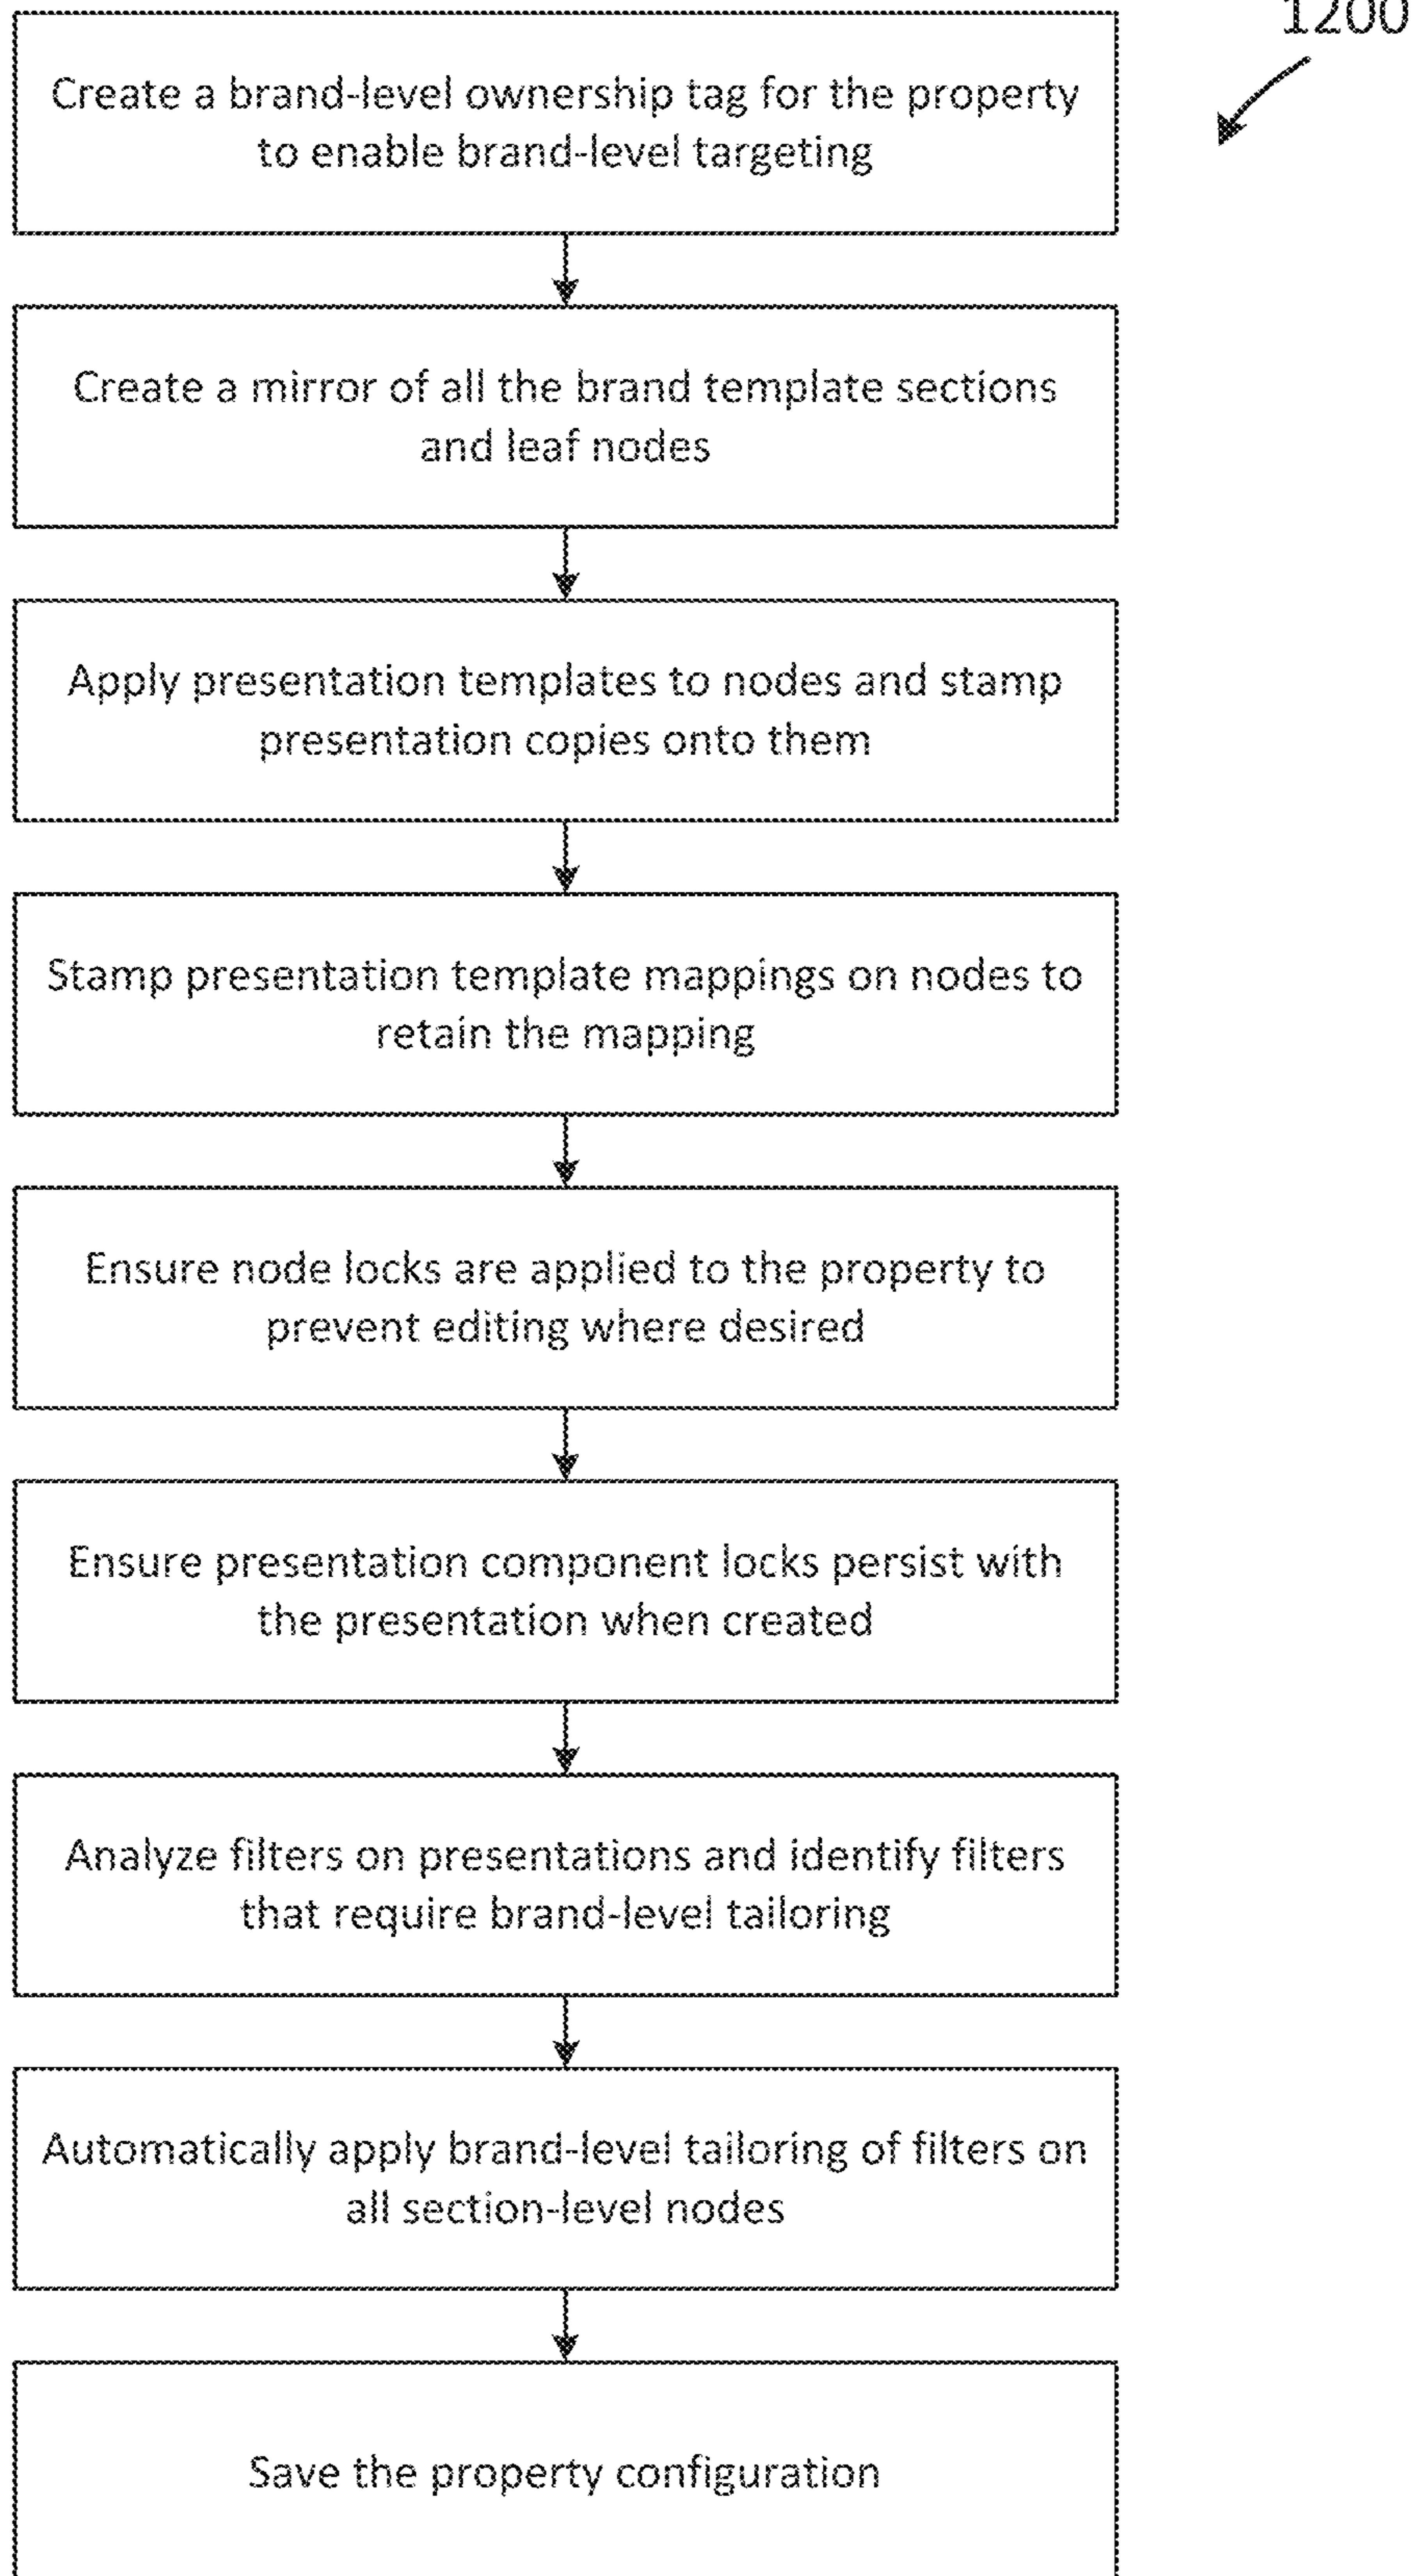 1200
Create a brand-level ownership tag for the property
to enable brand-level targeting
Create a mirror of all the brand template sections
and leaf nodes
Apply presentation templates to nodes and stamp
presentation copies onto them
Stamp presentation template mappings on nodes to
retain the mapping
Ensure node locks are applied to the property to
prevent editing where desired
Ensure presentation component locks persist with
the presentation when created
Analyze filters on presentations and identify filters
that require brand-level tailoring
Automatically apply brand-level tailoring of filters on
all section-level nodes
Save the property configuration